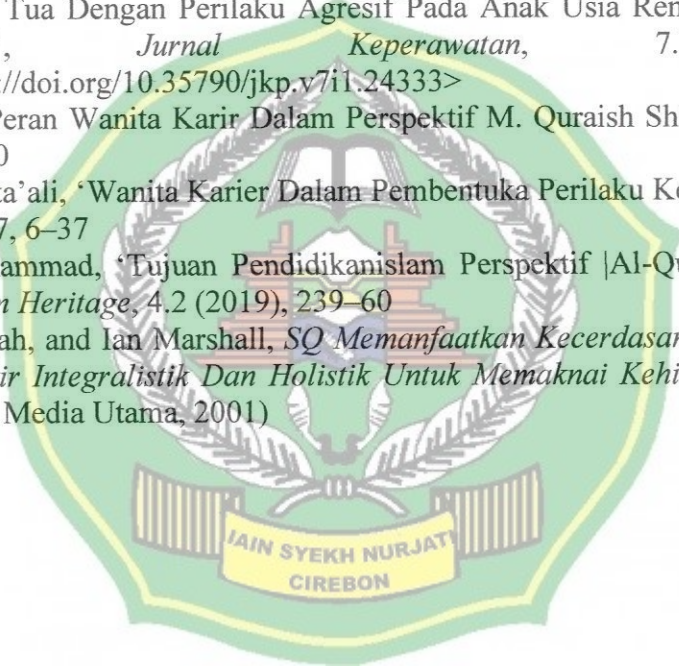 Tua Dengan Perilaku Agresif Pada Anak Usia Rem
, Jurnal Keperawatan, 7.
://doi.org/10.35790/jkp.v7i1.24333>
Peran Wanita Karir Dalam Perspektif M. Quraish Sh
0
ta’ali, ‘Wanita Karier Dalam Pembentuka Perilaku Ke
7, 6–37
ammad, ‘Tujuan Pendidikanislam Perspektif |Al-Qu
n Heritage, 4.2 (2019), 239–60
ah, and Ian Marshall, SQ Memanfaatkan Kecerdasan
ir Integralistik Dan Holistik Untuk Memaknai Kehi
Media Utama, 2001)
IAIN SYEKH NURJATI
CIREBON